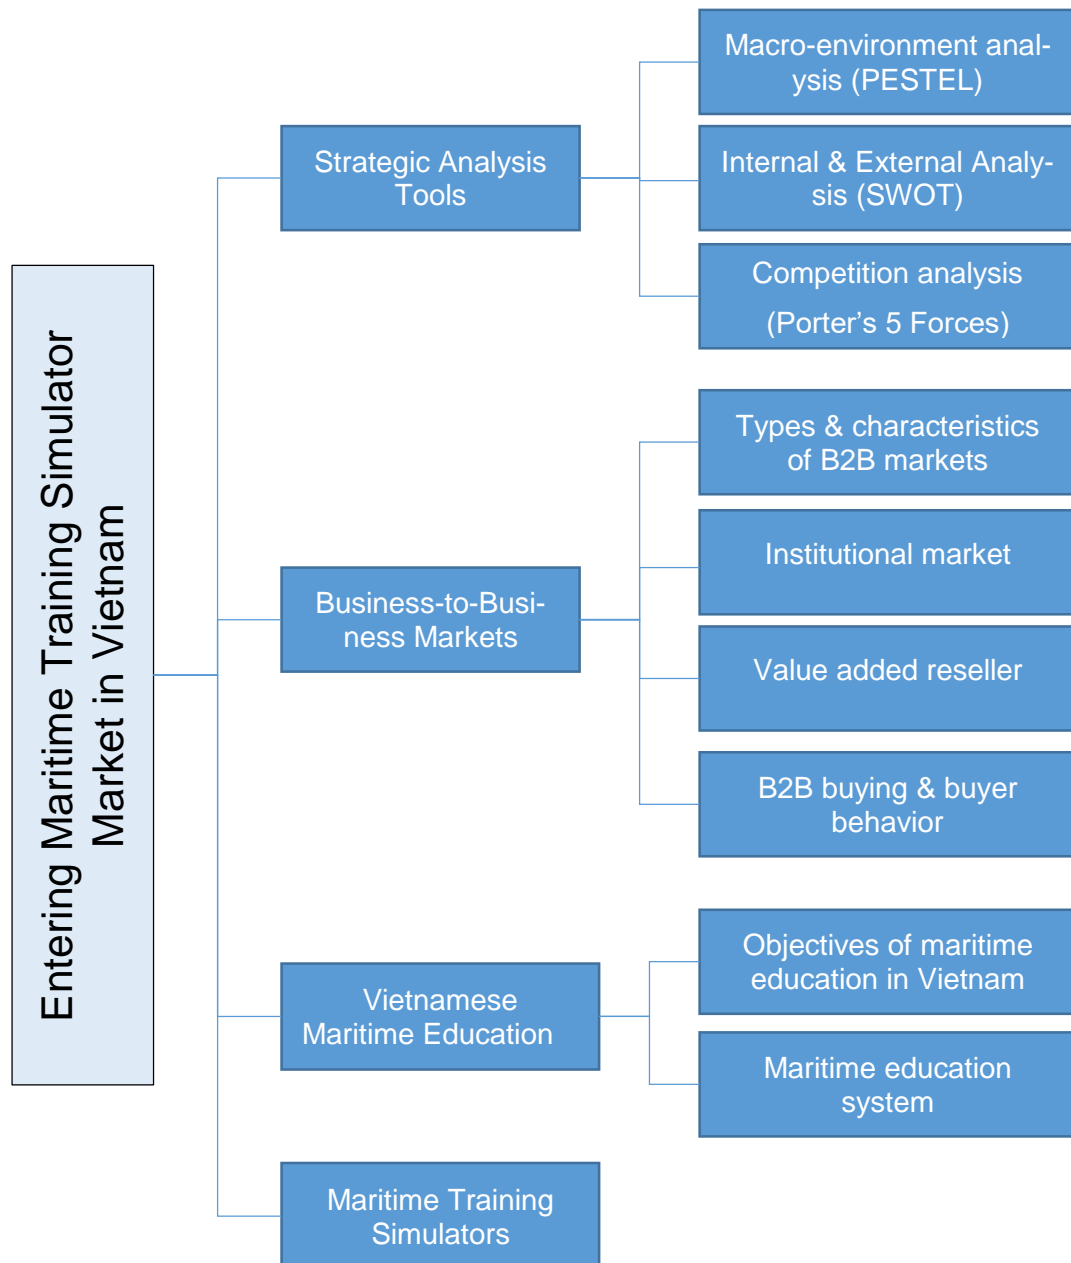 Entering Maritime Training Simulator
Market in Vietnam
Strategic Analysis
Tools
Macro-environment anal-
ysis (PESTEL)
Internal & External Analy-
sis (SWOT)
Competition analysis
(Porter’s 5 Forces)
Business-to-Busi-
ness Markets
Types & characteristics
of B2B markets
Institutional market
Value added reseller
B2B buying & buyer
behavior
Vietnamese
Maritime Education
Objectives of maritime
education in Vietnam
Maritime education
system
Maritime Training
Simulators